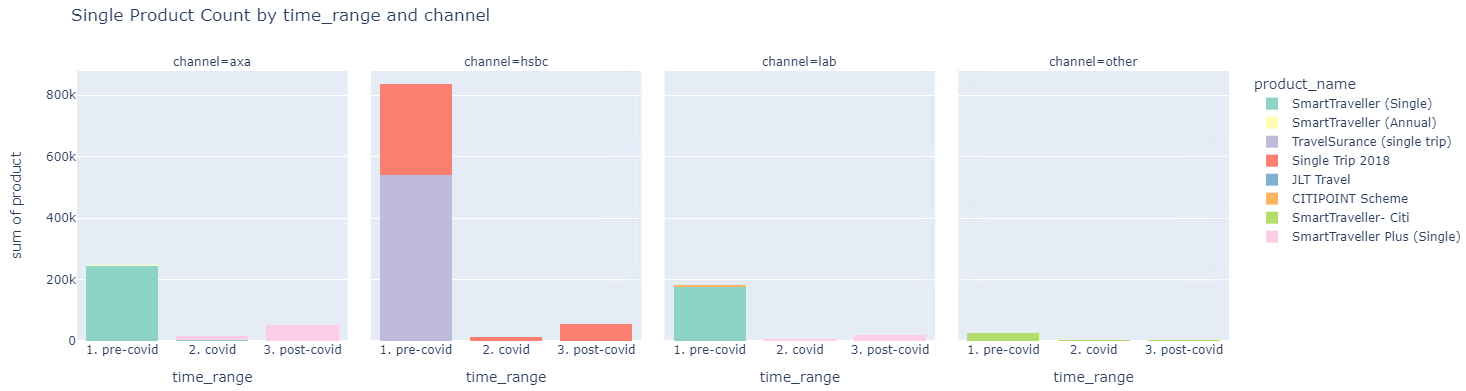 Single Product Count by time_range and channel
channel=axa
channel=hsbc
channel=lab
channel=other
product_name
SmartTraveller (Single)
SmartTraveller (Annual)
TravelSurance (single trip)
Single Trip 2018
JLT Travel
CITIPOINT Scheme
SmartTraveller- Citi
SmartTraveller Plus (Single)
sum of product
800k
600k
400k
200k
0
1. pre-covid 2. covid 3. post-covid
1. pre-covid 2. covid 3. post-covid
1. pre-covid 2. covid 3. post-covid
1. pre-covid 2. covid 3. post-covid
time_range
time_range
time_range
time_range